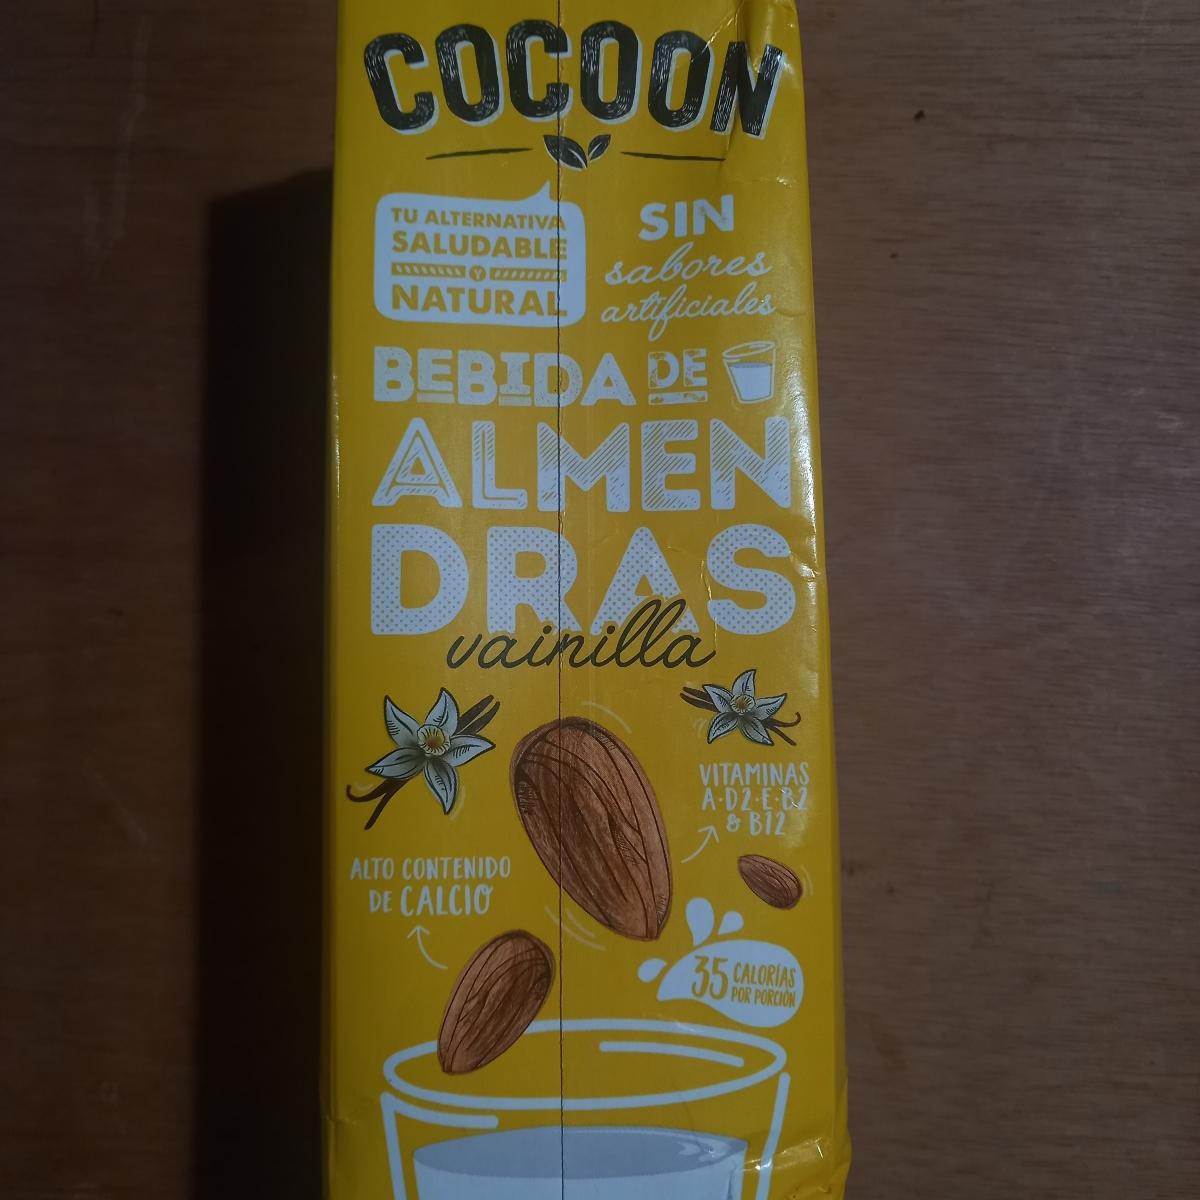 COCOON
TU ALTERNATIVA
SALUDABLE
Y
NATURAL
SIN
sabores
artificiales
BEBIDA DE
ALMEN
DRAS
vainilla
VITAMINAS
A·D2·E·B2
& B12
ALTO CONTENIDO
DE CALCIO
35 CALORÍAS
POR PORCIÓN